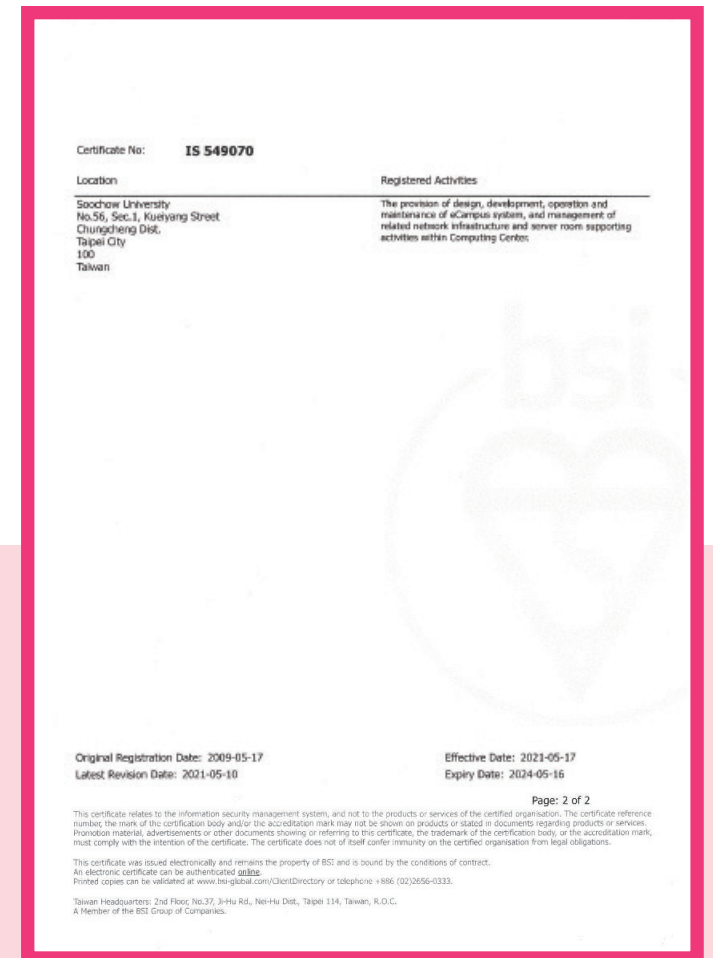 Certificate No: IS 549070
Location Registered Activities
Soochow University
No.56, Sec.1, Kueiyang Street
Chungcheng Dist.
Taipei City
100
Taiwan
The provision of design, development, operation and
maintenance of eCampus system, and management of
related network infrastructure and server room supporting
activities within Computing Center.
bsi
Original Registration Date: 2009-05-17 Effective Date: 2021-05-17
Latest Revision Date: 2021-05-10 Expiry Date: 2024-05-16
Page: 2 of 2
This certificate relates to the information security management system, and not to the products or services of the certified organisation. The certificate reference
number, the mark of the certification body and/or the accreditation mark may not be shown on products or stated in documents regarding products or services.
Promotion material, advertisements or other documents showing or referring to this certificate, the trademark of the certification body, or the accreditation mark,
must comply with the intention of the certificate. The certificate does not of itself confer immunity on the certified organisation from legal obligations.
This certificate was issued electronically and remains the property of BSI and is bound by the conditions of contract.
An electronic certificate can be authenticated online.
Printed copies can be validated at www.bsi-global.com/ClientDirectory or telephone +886 (02)2656-0333.
Taiwan Headquarters: 2nd Floor, No.37, Ji-Hu Rd., Nei-Hu Dist., Taipei 114, Taiwan, R.O.C.
A Member of the BSI Group of Companies.